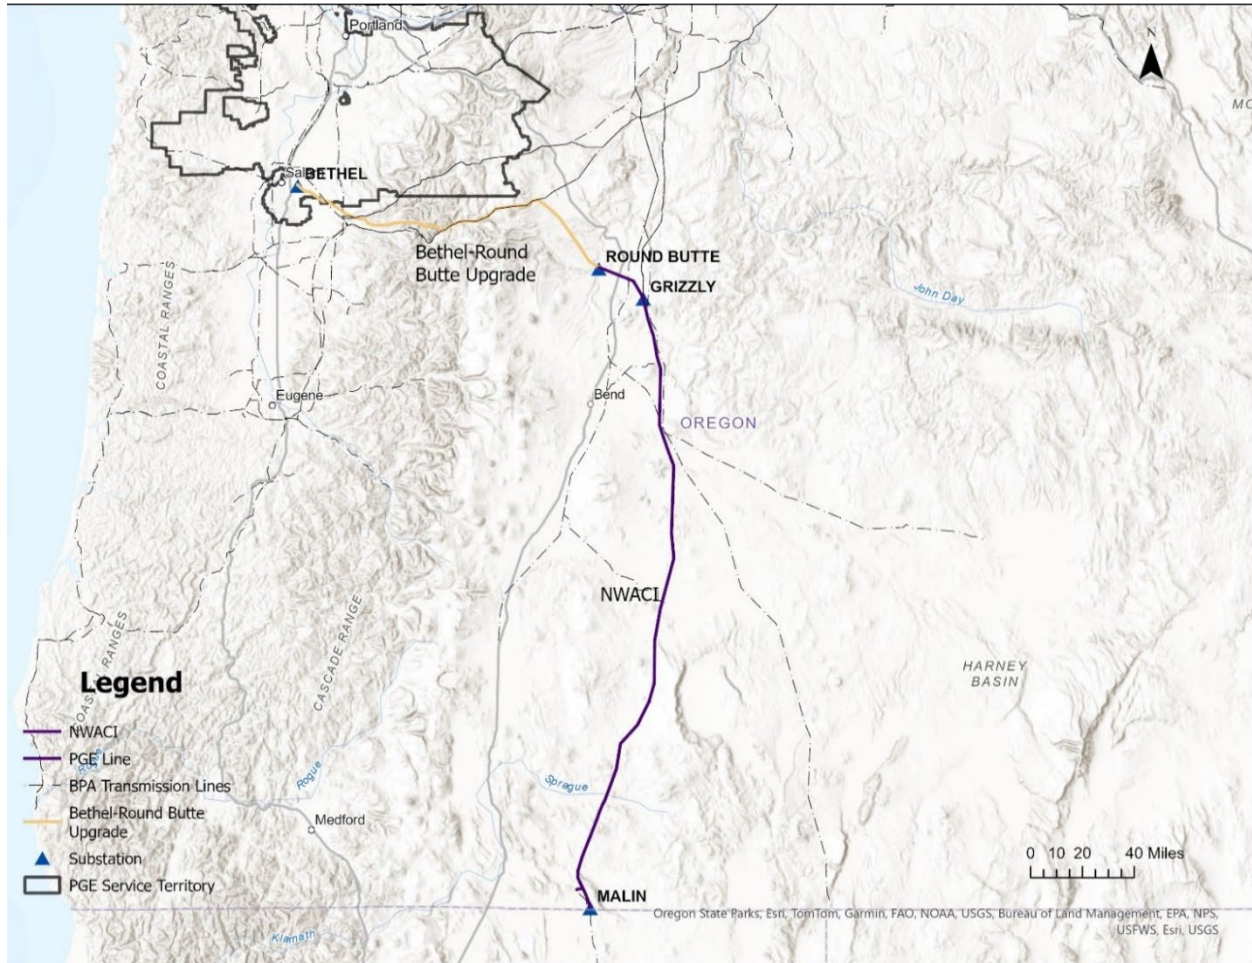 Portland
N
MO
Sal
BETHEL
Bethel-Round
Butte Upgrade
ROUND BUTTE
GRIZZLY
John Day
COASTAL RANGES
Eugene
Bend
OREGON
NWACI
CASCADE RANGE
COAST RANGES
HARNEY
BASIN
Legend
NWACI
PGE Line
BPA Transmission Lines
Bethel-Round Butte
Upgrade
Substation
PGE Service Territory
Rogue
Rogue
Sprague
Medford
0 10 20 40 Miles
MALIN
Oregon State Parks, Esri, TomTom, Garmin, FAO, NOAA, USGS, Bureau of Land Management, EPA, NPS,
USFWS, Esri, USGS
Klamath